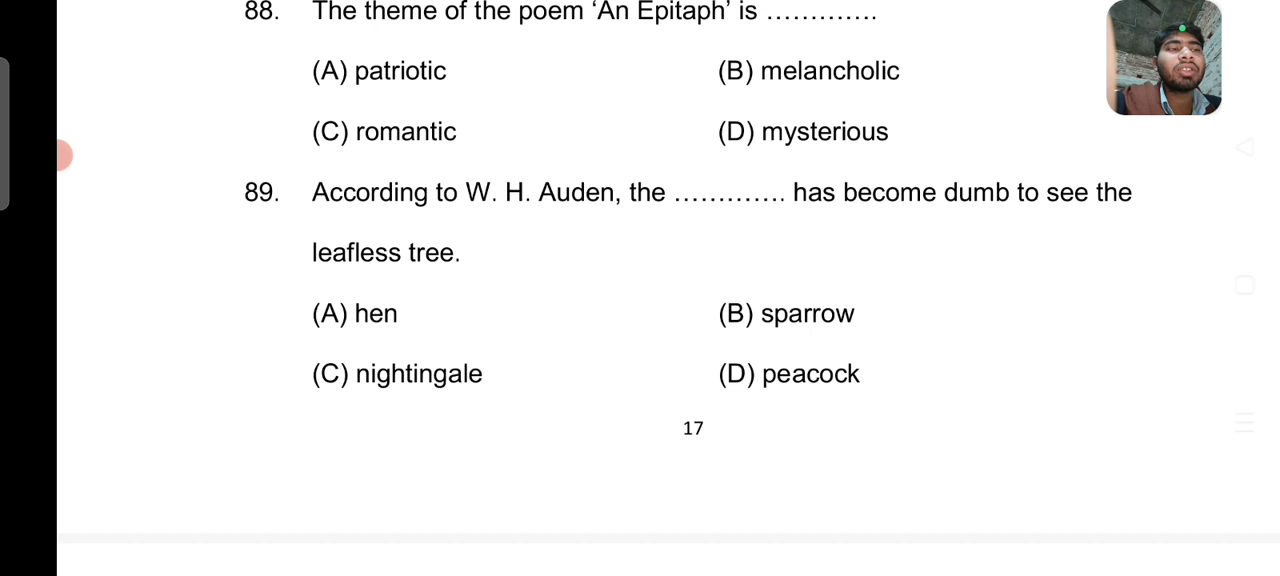 88. The theme of the poem ‘An Epitaph’ is ………….
(A) patriotic (B) melancholic
(C) romantic (D) mysterious
89. According to W. H. Auden, the …………. has become dumb to see the
leafless tree.
(A) hen (B) sparrow
(C) nightingale (D) peacock
17